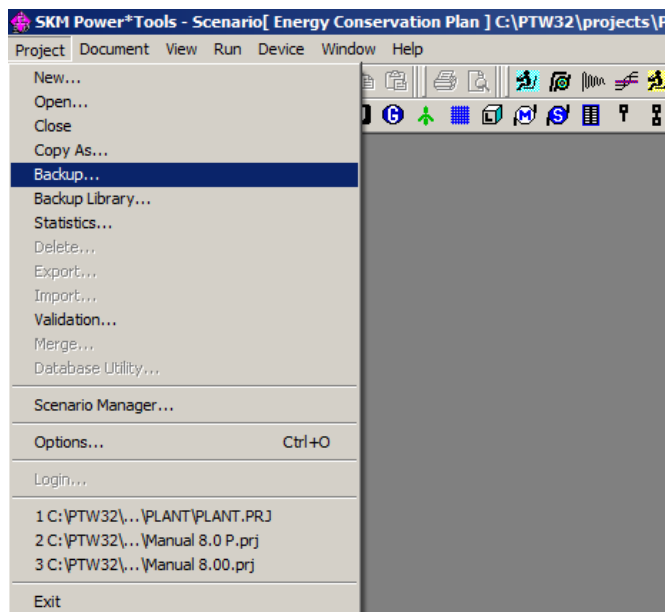 SKM Power*Tools - Scenario[ Energy Conservation Plan ] C:\PTW32\projects\P
Project Document View Run Device Window Help
New...
Open...
Close
Copy As...
Backup...
Backup Library...
Statistics...
Delete...
Export...
Import...
Validation...
Merge...
Database Utility...
Scenario Manager...
Options... Ctrl+O
Login...
1 C:\PTW32\...\PLANT\PLANT.PRJ
2 C:\PTW32\...\Manual 8.0 P.prj
3 C:\PTW32\...\Manual 8.00.prj
Exit